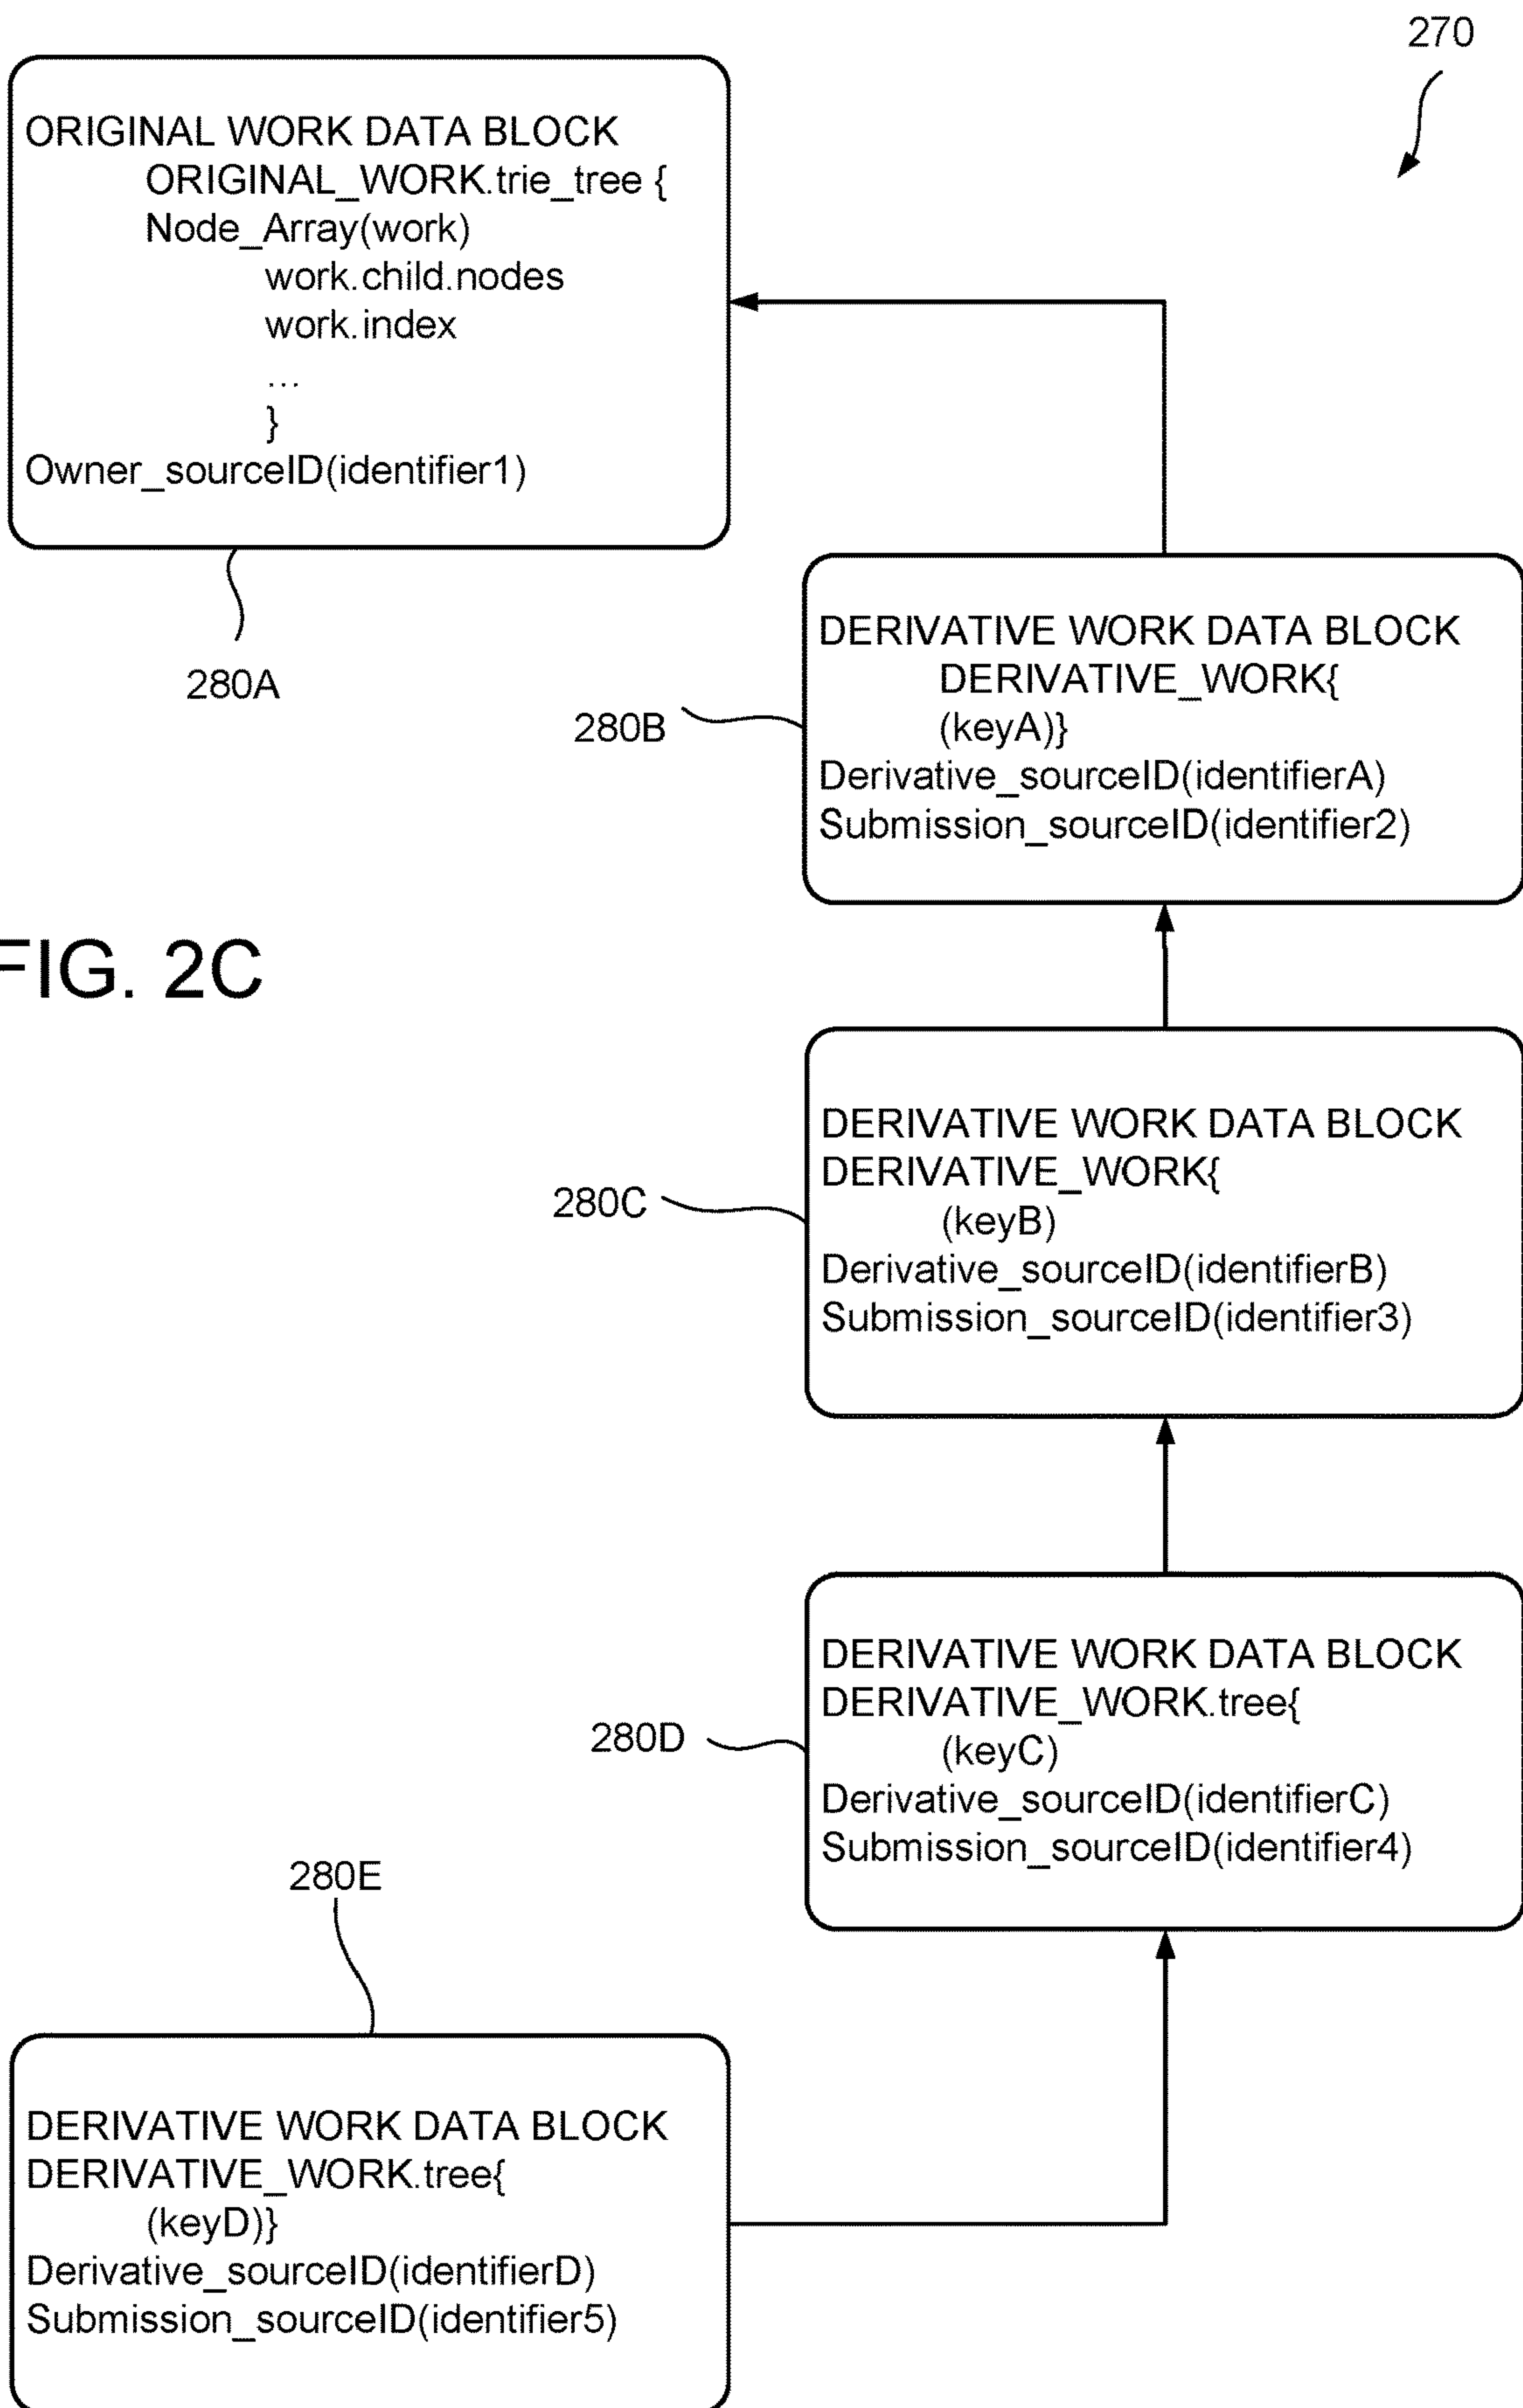 270
ORIGINAL WORK DATA BLOCK
ORIGINAL_WORK.trie_tree {
Node_Array(work)
work.child.nodes
work.index
...
}
Owner_sourceID(identifier1)
280A
DERIVATIVE WORK DATA BLOCK
DERIVATIVE_WORK{
(keyA)}
Derivative_sourceID(identifierA)
Submission_sourceID(identifier2)
280B
FIG. 2C
DERIVATIVE WORK DATA BLOCK
DERIVATIVE_WORK{
(keyB)
Derivative_sourceID(identifierB)
Submission_sourceID(identifier3)
280C
DERIVATIVE WORK DATA BLOCK
DERIVATIVE_WORK.tree{
(keyC)
Derivative_sourceID(identifierC)
Submission_sourceID(identifier4)
280D
280E
DERIVATIVE WORK DATA BLOCK
DERIVATIVE_WORK.tree{
(keyD)}
Derivative_sourceID(identifierD)
Submission_sourceID(identifier5)